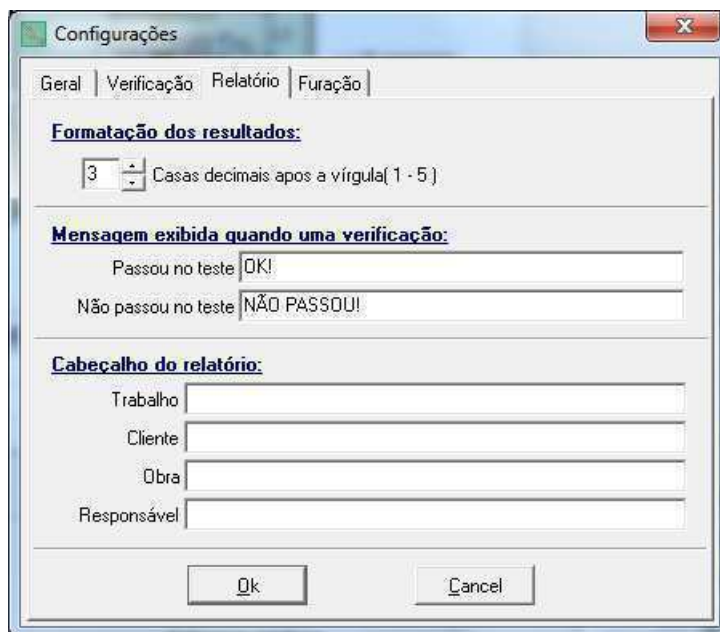 Configurações
Geral Verificação Relatório Furação
Formatação dos resultados:
3 Casas decimais apos a vírgula( 1 - 5 )
Mensagem exibida quando uma verificação:
Passou no teste OK!
Não passou no teste NÃO PASSOU!
Cabeçalho do relatório:
Trabalho
Cliente
Obra
Responsável
Ok Cancel